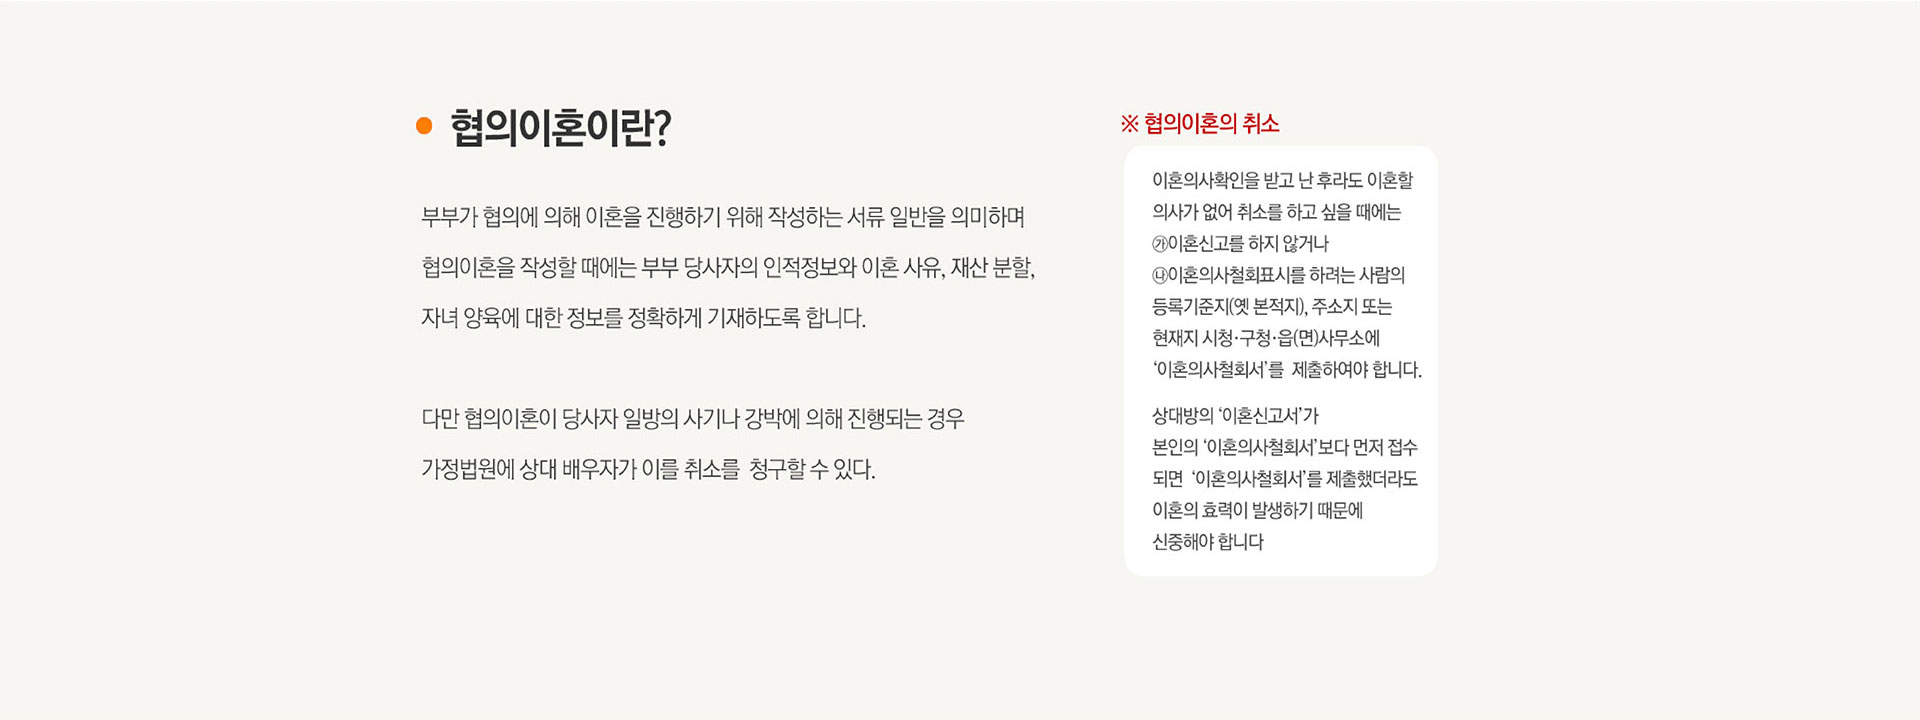 협의이혼이란?
부부가 협의에 의해 이혼을 진행하기 위해 작성하는 서류 일반을 의미하며
협의이혼을 작성할 때에는 부부 당사자의 인적정보와 이혼 사유, 재산 분할,
자녀 양육에 대한 정보를 정확하게 기재하도록 합니다.
다만 협의이혼이 당사자 일방의 사기나 강박에 의해 진행되는 경우
가정법원에 상대 배우자가 이를 취소를 청구할 수 있다.
※ 협의이혼의 취소
이혼의사확인을 받고 난 후라도 이혼할
의사가 없어 취소를 하고 싶을 때에는
㉮이혼신고를 하지 않거나
㉯이혼의사철회표시를 하려는 사람의
등록기준지(옛 본적지), 주소지 또는
현재지 시청·구청·읍(면)사무소에
‘이혼의사철회서’를 제출하여야 합니다.
상대방의 ‘이혼신고서’가
본인의 ‘이혼의사철회서’보다 먼저 접수
되면 ‘이혼의사철회서’를 제출했더라도
이혼의 효력이 발생하기 때문에
신중해야 합니다